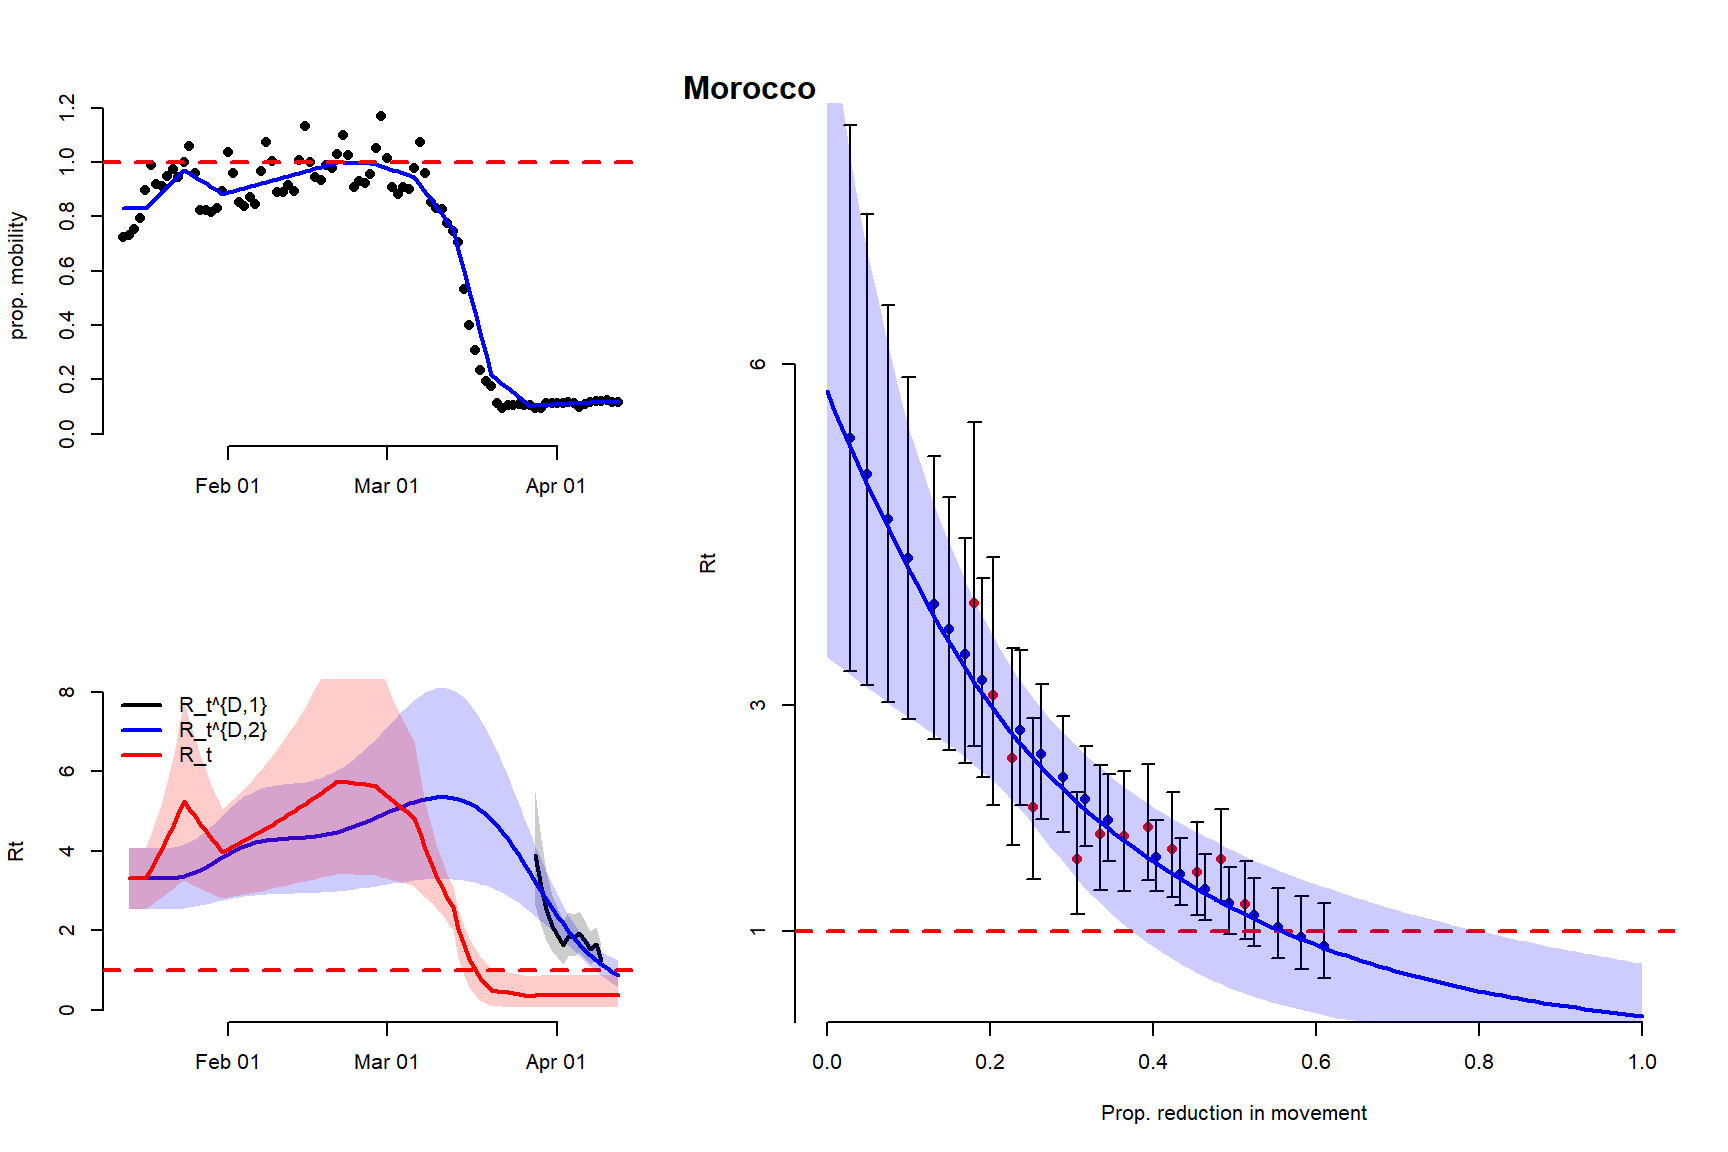 Morocco
prop. mobility
1.2
1.0
0.8
0.6
0.4
0.2
0.0
Feb 01 Mar 01 Apr 01
Rt
8
6
4
2
0
R_t^{D,1}
R_t^{D,2}
R_t
Feb 01 Mar 01 Apr 01
Rt
6
3
1
0.0 0.2 0.4 0.6 0.8 1.0
Prop. reduction in movement